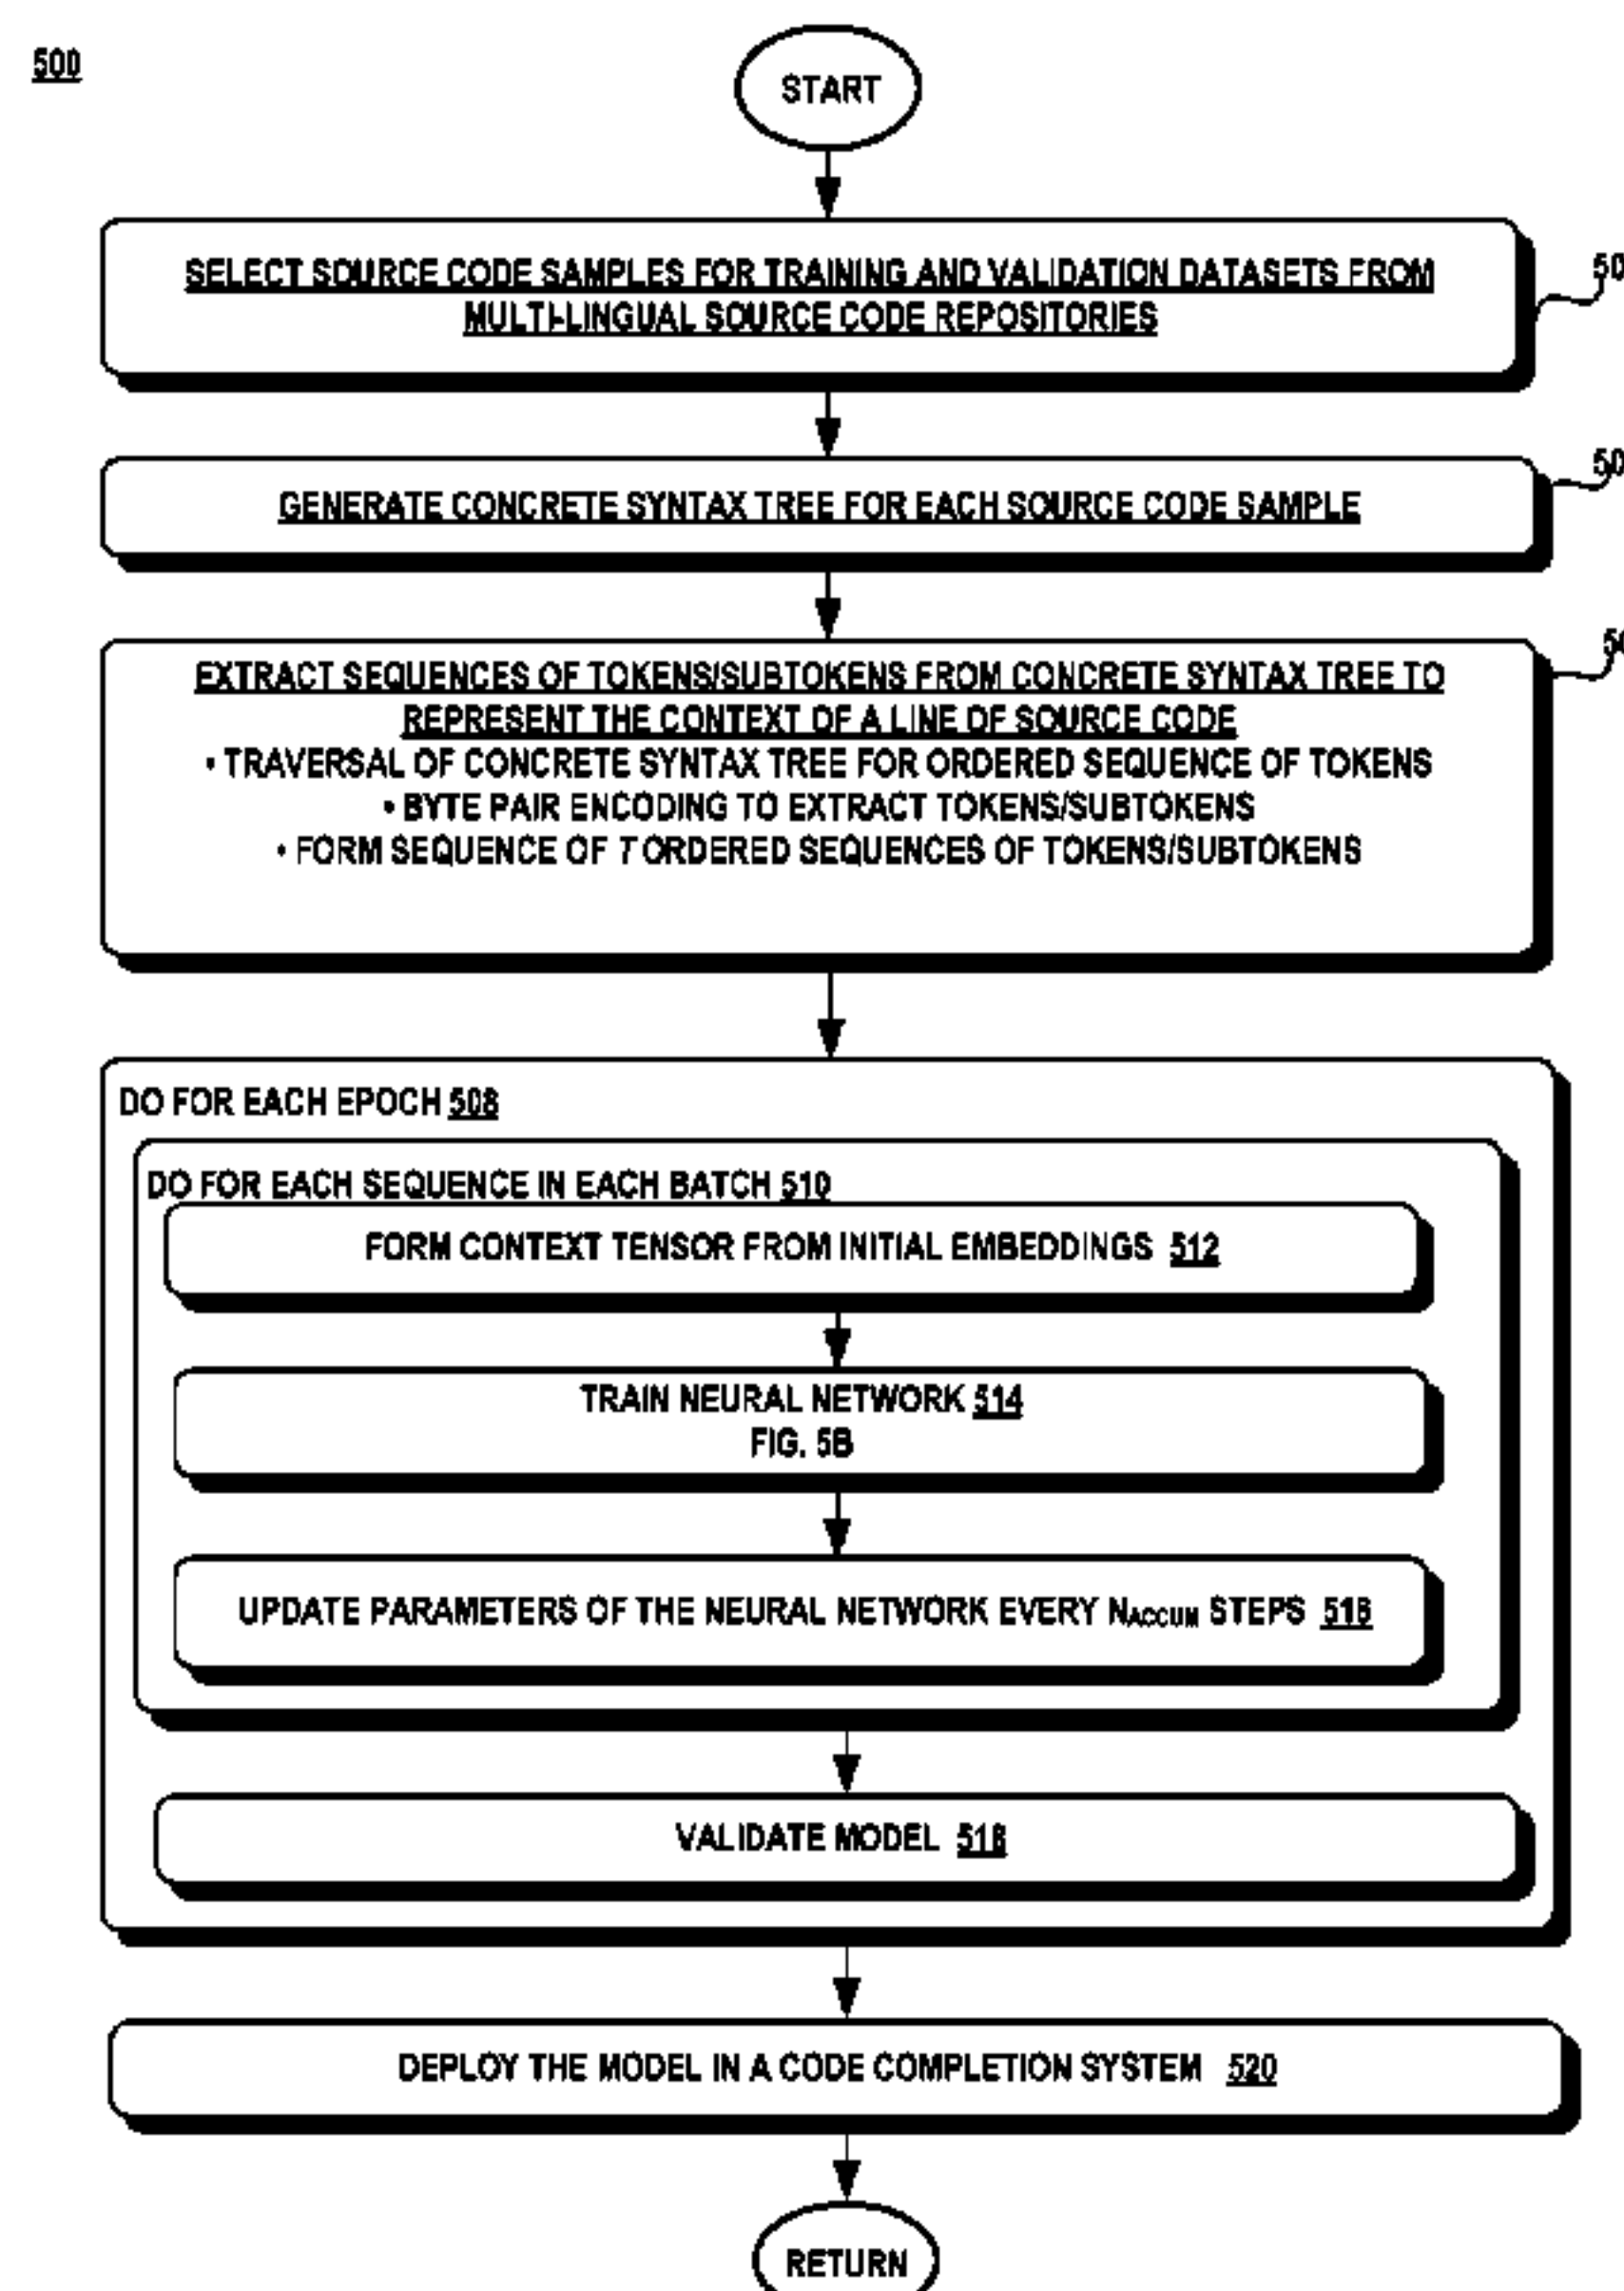 500
START
SELECT SOURCE CODE SAMPLES FOR TRAINING AND VALIDATION DATASETS FROM
MULTI-LINGUAL SOURCE CODE REPOSITORIES
50
GENERATE CONCRETE SYNTAX TREE FOR EACH SOURCE CODE SAMPLE
50
EXTRACT SEQUENCES OF TOKENS/SUBTOKENS FROM CONCRETE SYNTAX TREE TO
REPRESENT THE CONTEXT OF A LINE OF SOURCE CODE
• TRAVERSAL OF CONCRETE SYNTAX TREE FOR ORDERED SEQUENCE OF TOKENS
• BYTE PAIR ENCODING TO EXTRACT TOKENS/SUBTOKENS
• FORM SEQUENCE OF T ORDERED SEQUENCES OF TOKENS/SUBTOKENS
DO FOR EACH EPOCH 508
DO FOR EACH SEQUENCE IN EACH BATCH 510
FORM CONTEXT TENSOR FROM INITIAL EMBEDDINGS 512
TRAIN NEURAL NETWORK 514
FIG. 5B
UPDATE PARAMETERS OF THE NEURAL NETWORK EVERY NACCUM STEPS 516
VALIDATE MODEL 518
DEPLOY THE MODEL IN A CODE COMPLETION SYSTEM 520
RETURN